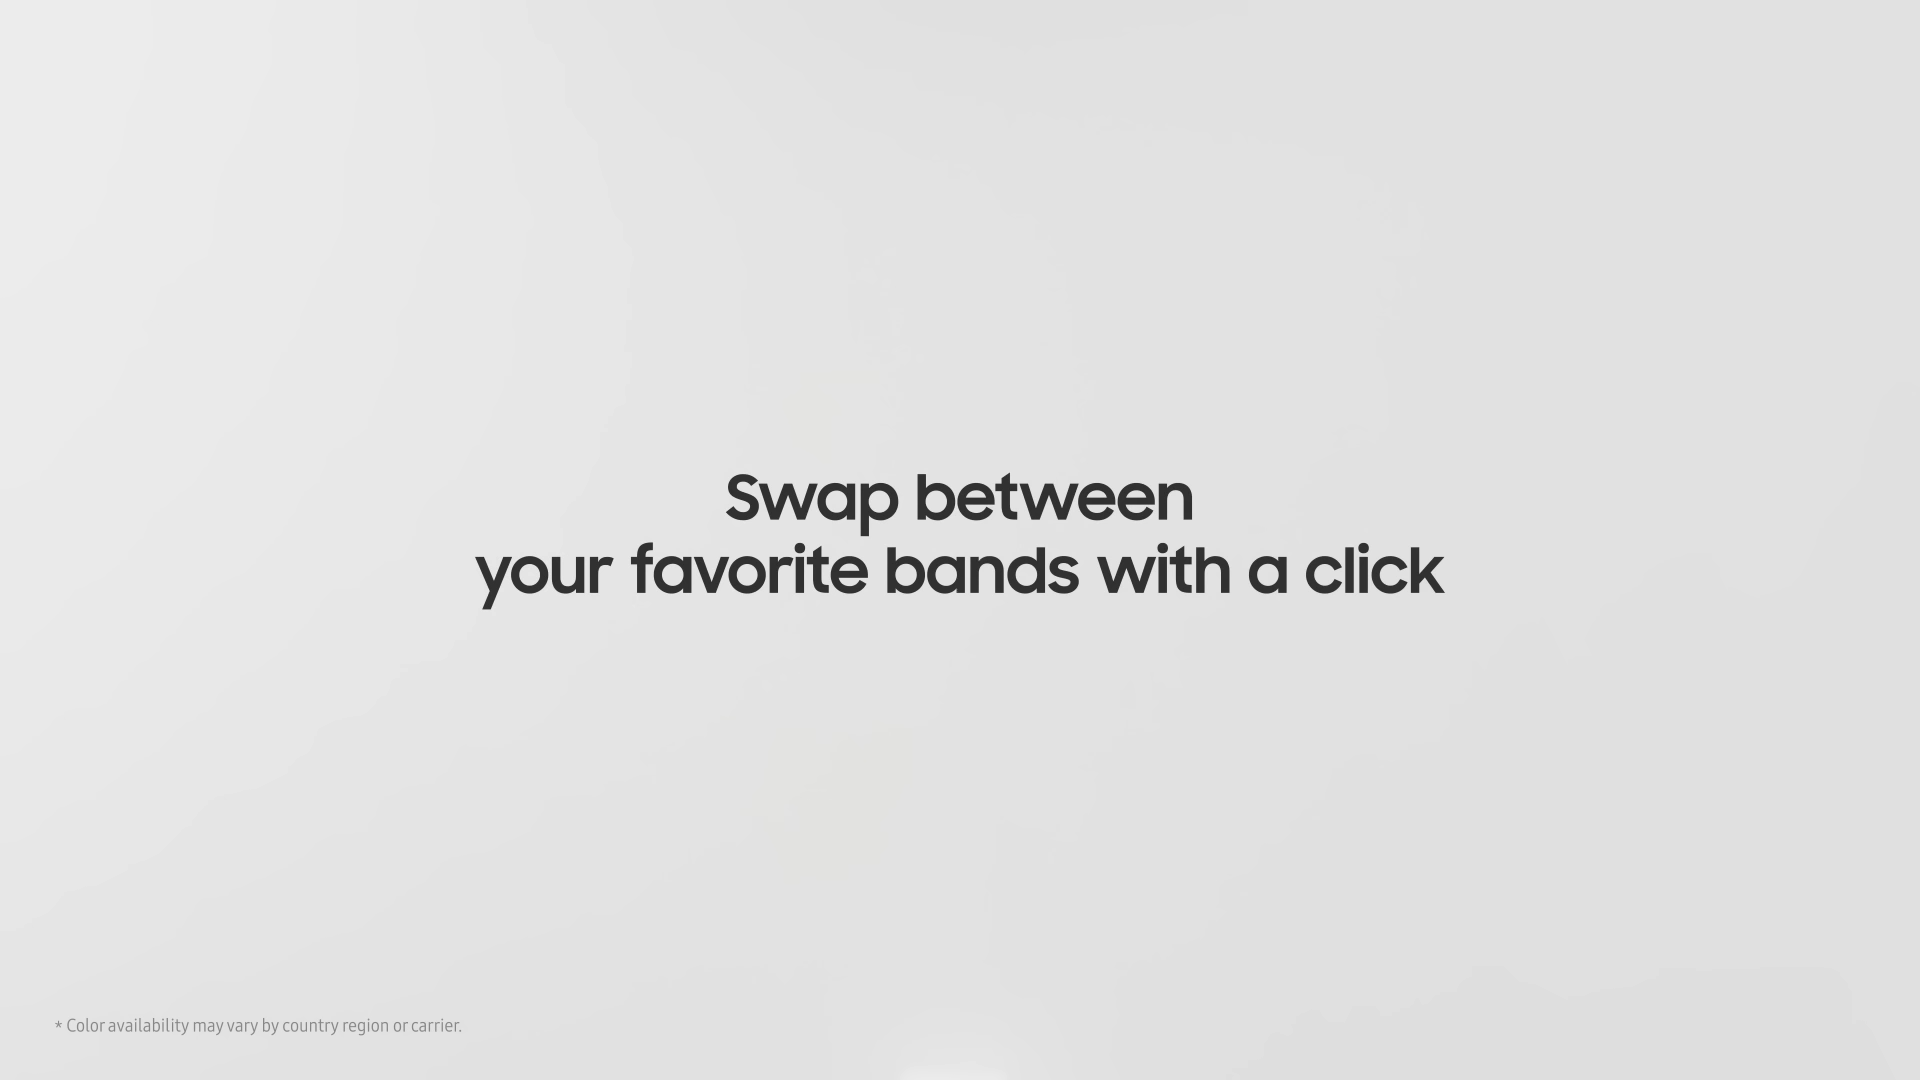 Swap between
your favorite bands with a click
* Color availability may vary by country region or carrier.